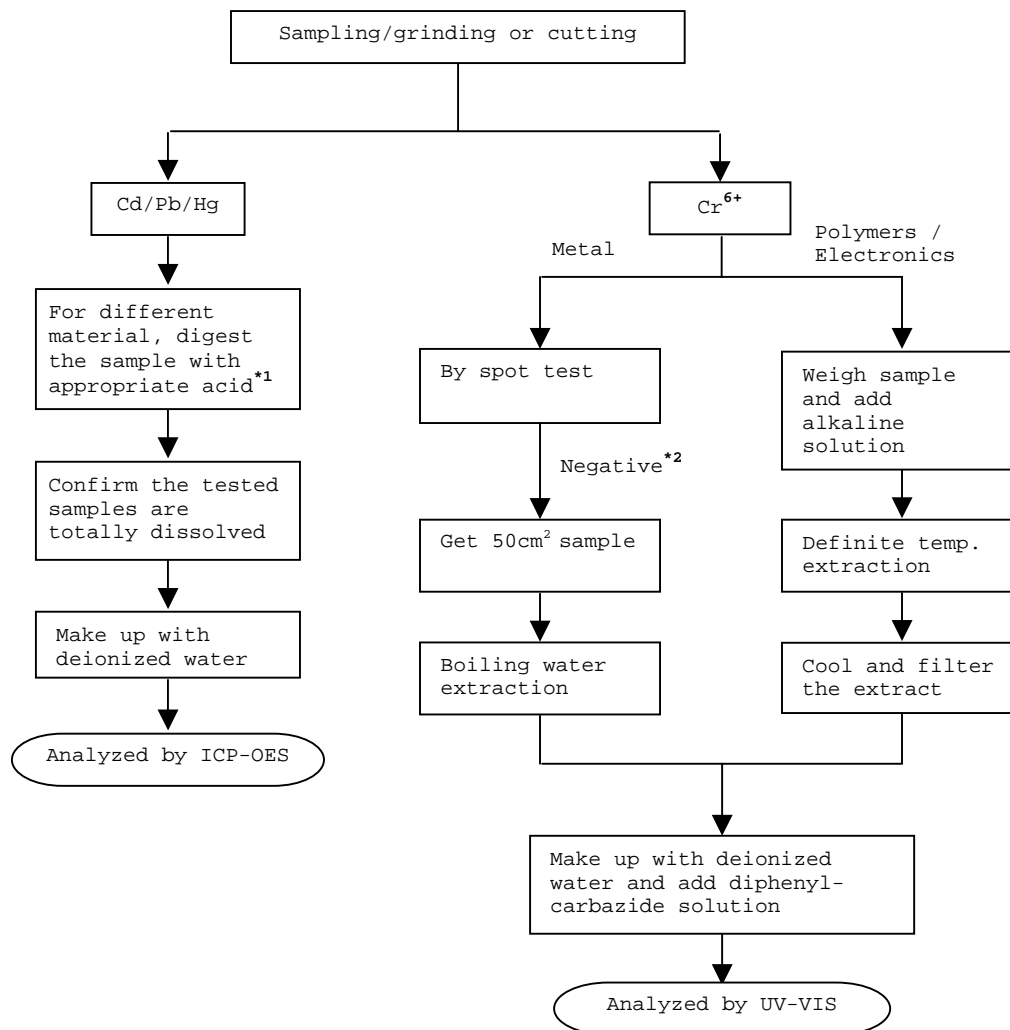 Sampling/grinding or cutting
Cd/Pb/Hg
Cr⁶⁺
Metal
Polymers /
Electronics
For different
material, digest
the sample with
appropriate acid*¹
By spot test
Weigh sample
and add
alkaline
solution
Negative*²
Confirm the tested
samples are
totally dissolved
Get 50cm² sample
Definite temp.
extraction
Make up with
deionized water
Boiling water
extraction
Cool and filter
the extract
Analyzed by ICP-OES
Make up with deionized
water and add diphenyl-
carbazide solution
Analyzed by UV-VIS